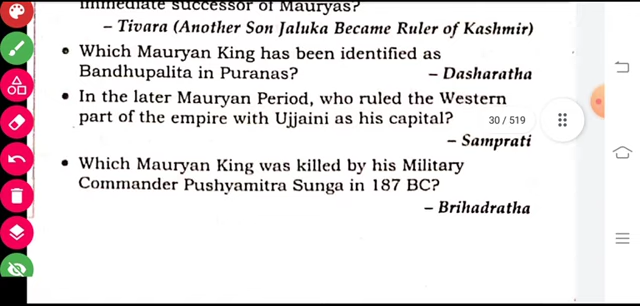 immediate successor of Mauryas?
– Tivara (Another Son Jaluka Became Ruler of Kashmir)
• Which Mauryan King has been identified as
Bandhupalita in Puranas? – Dasharatha
• In the later Mauryan Period, who ruled the Western
part of the empire with Ujjaini as his capital?
30 / 519
– Samprati
• Which Mauryan King was killed by his Military
Commander Pushyamitra Sunga in 187 BC?
– Brihadratha